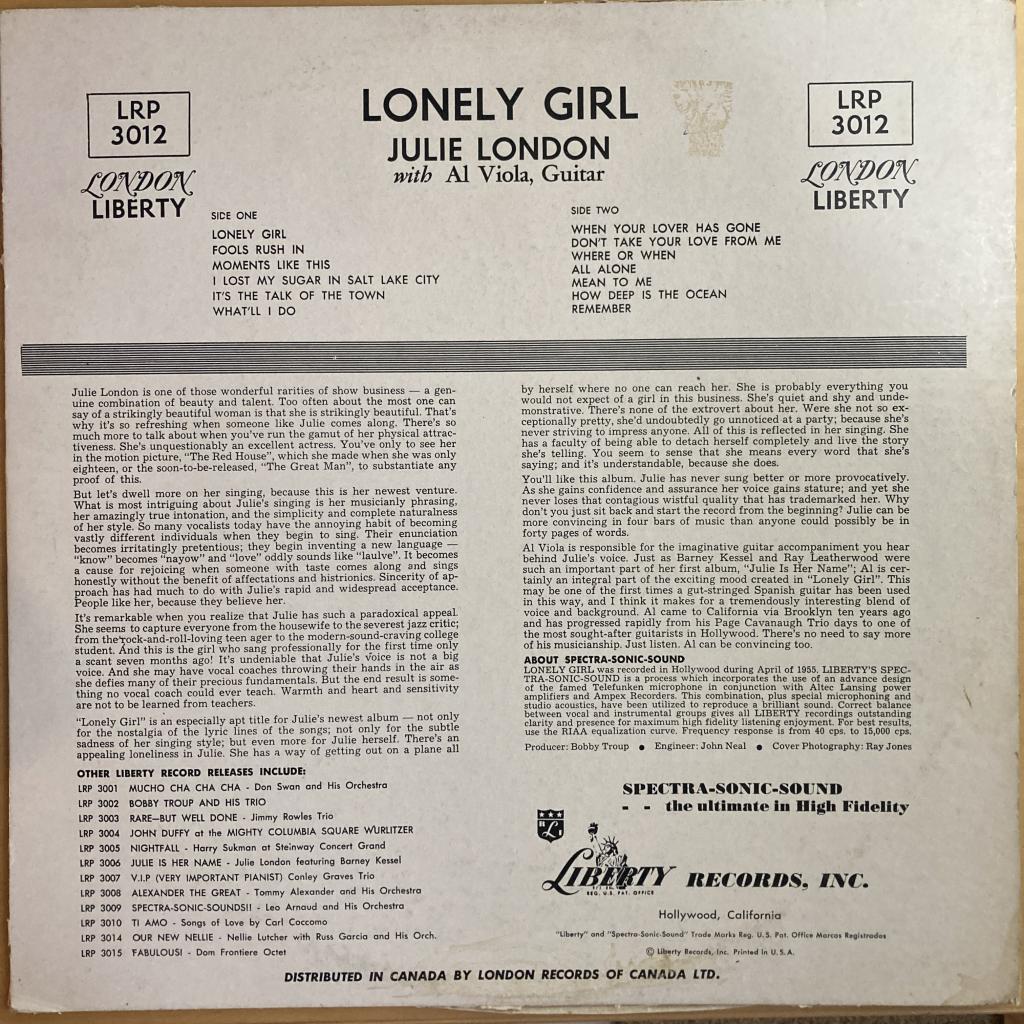 LRP
3012
LONDON
LIBERTY
LONELY GIRL
JULIE LONDON
with Al Viola, Guitar
LRP
3012
LONDON
LIBERTY
SIDE ONE
LONELY GIRL
FOOLS RUSH IN
MOMENTS LIKE THIS
I LOST MY SUGAR IN SALT LAKE CITY
IT'S THE TALK OF THE TOWN
WHAT'LL I DO
SIDE TWO
WHEN YOUR LOVER HAS GONE
DON'T TAKE YOUR LOVE FROM ME
WHERE OR WHEN
ALL ALONE
MEAN TO ME
HOW DEEP IS THE OCEAN
REMEMBER
Julie London is one of those wonderful rarities of show business — a gen-
uine combination of beauty and talent. Too often about the most one can
say of a strikingly beautiful woman is that she is strikingly beautiful. That's
why it's so refreshing when someone like Julie comes along. There's so
much more to talk about when you've run the gamut of her physical attrac-
tiveness. She's unquestionably an excellent actress. You've only to see her
in the motion picture, "The Red House", which she made when she was only
eighteen, or the soon-to-be-released, "The Great Man", to substantiate any
proof of this.
But let's dwell more on her singing, because this is her newest venture.
What is most intriguing about Julie's singing is her musicianly phrasing,
her amazingly true intonation, and the simplicity and complete naturalness
of her style. So many vocalists today have the annoying habit of becoming
vastly different individuals when they begin to sing. Their enunciation
becomes irritatingly pretentious; they begin inventing a new language —
"know" becomes "nayow" and "love" oddly sounds like "laulve". It becomes
a cause for rejoicing when someone with taste comes along and sings
honestly without the benefit of affectations and histrionics. Sincerity of ap-
proach has had much to do with Julie's rapid and widespread acceptance.
People like her, because they believe her.
It's remarkable when you realize that Julie has such a paradoxical appeal.
She seems to capture everyone from the housewife to the severest jazz critic;
from the rock-and-roll-loving teen ager to the modern-sound-craving college
student. And this is the girl who sang professionally for the first time only
a scant seven months ago! It's undeniable that Julie's voice is not a big
voice. And she may have vocal coaches throwing their hands in the air as
she defies many of their precious fundamentals. But the end result is some-
thing no vocal coach could ever teach. Warmth and heart and sensitivity
are not to be learned from teachers.
"Lonely Girl" is an especially apt title for Julie's newest album — not only
for the nostalgia of the lyric lines of the songs; not only for the subtle
sadness of her singing style; but even more for Julie herself. There's an
appealing loneliness in Julie. She has a way of getting out on a plane all
by herself where no one can reach her. She is probably everything you
would not expect of a girl in this business. She's quiet and shy and unde-
monstrative. There's none of the extrovert about her. Were she not so ex-
ceptionally pretty, she'd undoubtedly go unnoticed at a party; because she's
never striving to impress anyone. All of this is reflected in her singing. She
has a faculty of being able to detach herself completely and live the story
she's telling. You seem to sense that she means every word that she's
saying; and it's understandable, because she does.
You'll like this album. Julie has never sung better or more provocatively.
As she gains confidence and assurance her voice gains stature; and yet she
never loses that contagious wistful quality that has trademarked her. Why
don't you just sit back and start the record from the beginning? Julie can be
more convincing in four bars of music than anyone could possibly be in
forty pages of words.
Al Viola is responsible for the imaginative guitar accompaniment you hear
behind Julie's voice. Just as Barney Kessel and Ray Leatherwood were
such an important part of her first album, "Julie Is Her Name"; Al is cer-
tainly an integral part of the exciting mood created in "Lonely Girl". This
may be one of the first times a gut-stringed Spanish guitar has been used
in this way, and I think it makes for a tremendously interesting blend of
voice and background. Al came to California via Brooklyn ten years ago
and has progressed rapidly from his Page Cavanaugh Trio days to one of
the most sought-after guitarists in Hollywood. There's no need to say more
of his musicianship. Just listen. Al can be convincing too.
ABOUT SPECTRA-SONIC-SOUND
LONELY GIRL was recorded in Hollywood during April of 1955. LIBERTY'S SPEC-
TRA-SONIC-SOUND is a process which incorporates the use of an advance design
of the famed Telefunken microphone in conjunction with Altec Lansing power
amplifiers and Ampex Recorders. This combination, plus special microphoning and
studio acoustics, have been utilized to reproduce a brilliant sound. Correct balance
between vocal and instrumental groups gives all LIBERTY recordings outstanding
clarity and presence for maximum high fidelity listening enjoyment. For best results,
use the RIAA equalization curve. Frequency response is from 40 cps. to 15,000 cps.
Producer: Bobby Troup ● Engineer: John Neal ● Cover Photography: Ray Jones
OTHER LIBERTY RECORD RELEASES INCLUDE:
LRP 3001 MUCHO CHA CHA CHA - Don Swan and His Orchestra
LRP 3002 BOBBY TROUP AND HIS TRIO
LRP 3003 RARE—BUT WELL DONE - Jimmy Rowles Trio
LRP 3004 JOHN DUFFY at the MIGHTY COLUMBIA SQUARE WURLITZER
LRP 3005 NIGHTFALL - Harry Sukman at Steinway Concert Grand
LRP 3006 JULIE IS HER NAME - Julie London featuring Barney Kessel
LRP 3007 V.I.P (VERY IMPORTANT PIANIST) Conley Graves Trio
LRP 3008 ALEXANDER THE GREAT - Tommy Alexander and His Orchestra
LRP 3009 SPECTRA-SONIC-SOUNDS!! - Leo Arnaud and His Orchestra
LRP 3010 TI AMO - Songs of Love by Carl Coccomo
LRP 3014 OUR NEW NELLIE - Nellie Lutcher with Russ Garcia and His Orch.
LRP 3015 FABULOUS! - Dom Frontiere Octet
SPECTRA-SONIC-SOUND
- - the ultimate in High Fidelity
L
LIBERTY RECORDS, INC.
REG. U.S. PAT. OFFICE
Hollywood, California
"Liberty" and "Spectra-Sonic-Sound" Trade Marks Reg. U.S. Pat. Office Marcas Registradas
© Liberty Records, Inc. Printed in U.S.A.
DISTRIBUTED IN CANADA BY LONDON RECORDS OF CANADA LTD.